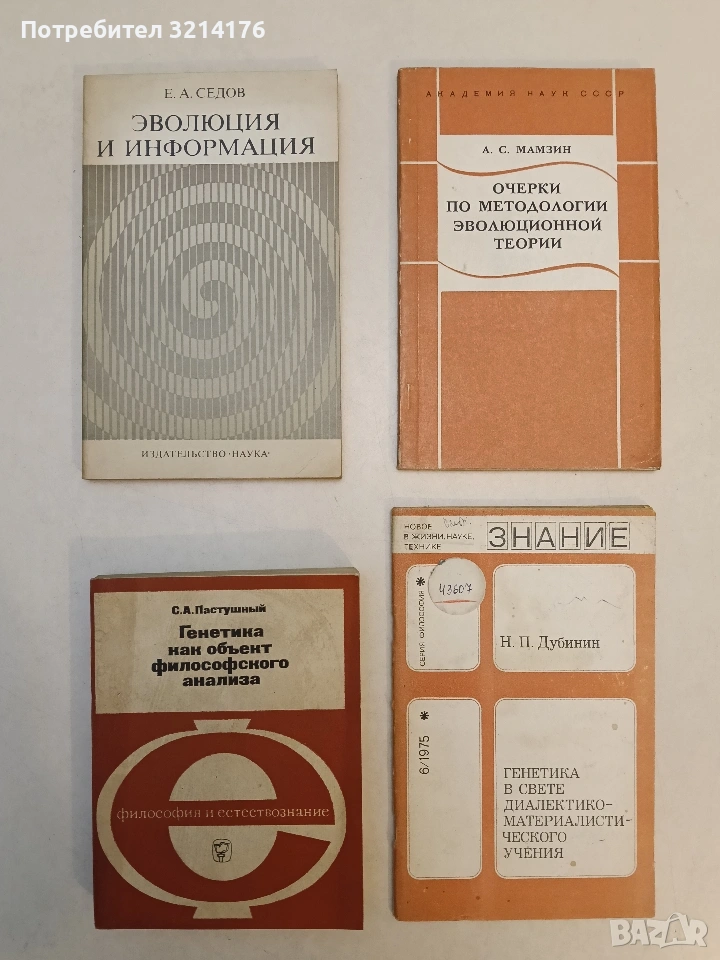 Потребител 3214176
Е. А. СЕДОВ
ЭВОЛЮЦИЯ
И ИНФОРМАЦИЯ
ИЗДАТЕЛЬСТВО «НАУКА»
АКАДЕМИЯ НАУК СССР
А. С. МАМЗИН
ОЧЕРКИ
ПО МЕТОДОЛОГИИ
ЭВОЛЮЦИОННОЙ
ТЕОРИИ
С.А.Пастушный
Генетика
как объект
философского
анализа
философия и естествознание
НОВОЕ
В ЖИЗНИ, НАУКЕ,
ТЕХНИКЕ
ЗНАНИЕ
СЕРИЯ ФИЛОСОФИЯ *
43607
Н. П. Дубинин
6/1975 *
ГЕНЕТИКА
В СВЕТЕ
ДИАЛЕКТИКО-
МАТЕРИАЛИСТИ-
ЧЕСКОГО
УЧЕНИЯ
BAZAR